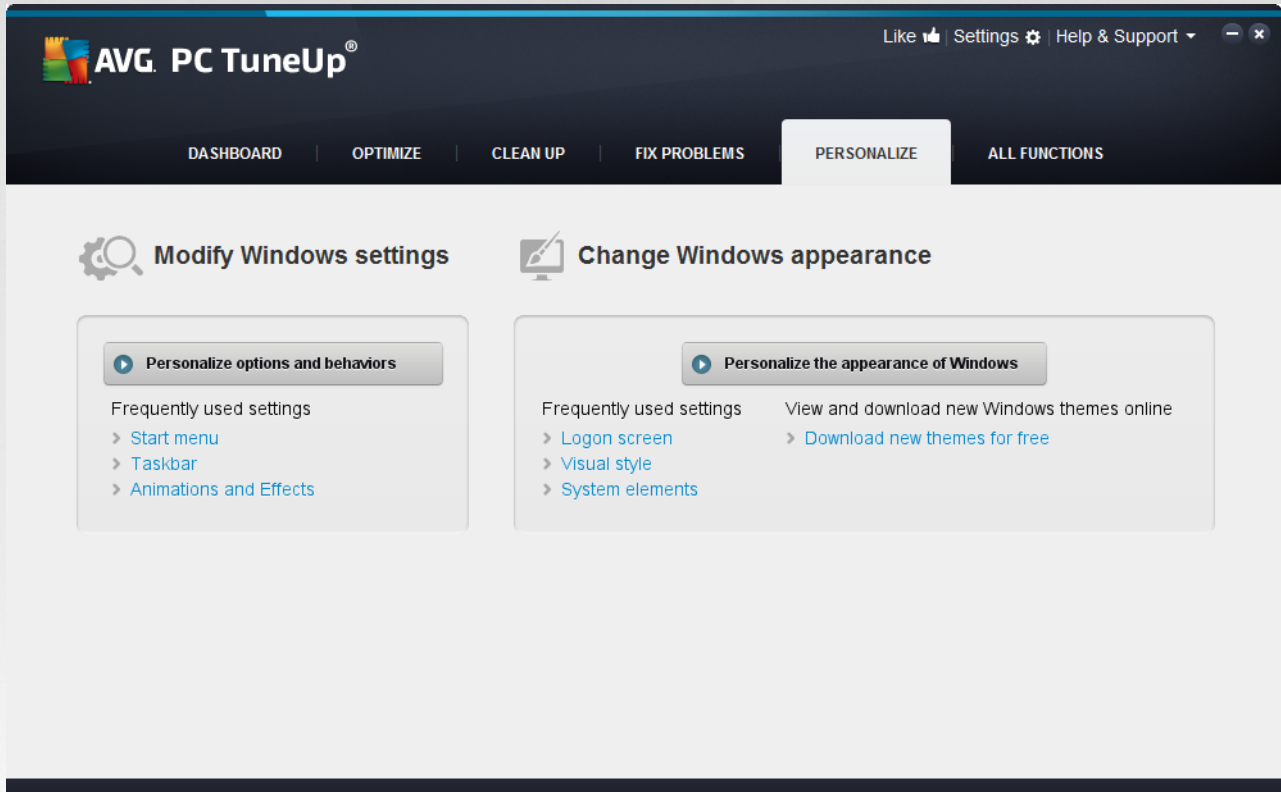 Like | Settings | Help & Support
AVG. PC TuneUp®
DASHBOARD | OPTIMIZE | CLEAN UP | FIX PROBLEMS | PERSONALIZE | ALL FUNCTIONS
Modify Windows settings
Personalize options and behaviors
Frequently used settings
Start menu
Taskbar
Animations and Effects
Change Windows appearance
Personalize the appearance of Windows
Frequently used settings
Logon screen
Visual style
System elements
View and download new Windows themes online
Download new themes for free